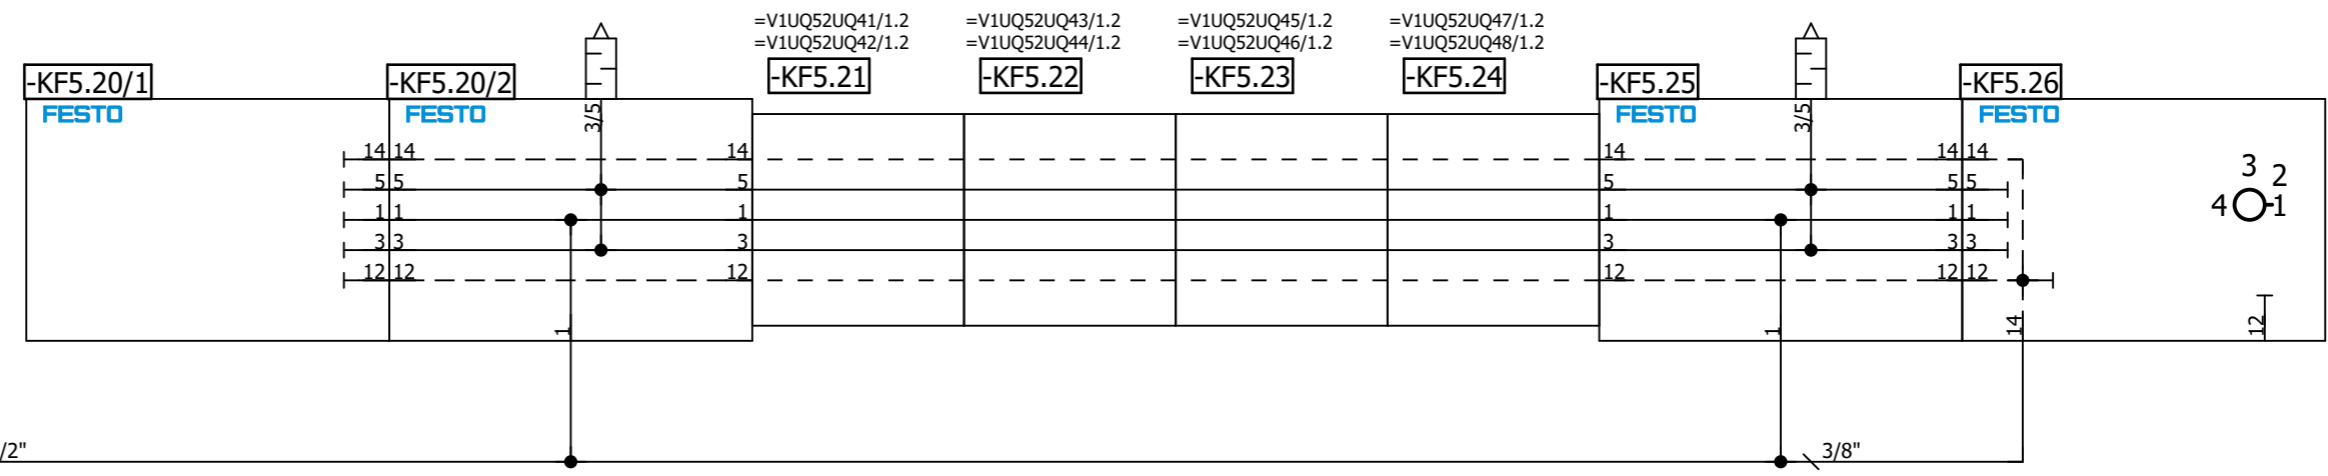 =V1UQ52UQ41/1.2 =V1UQ52UQ43/1.2 =V1UQ52UQ45/1.2 =V1UQ52UQ47/1.2
=V1UQ52UQ42/1.2 =V1UQ52UQ44/1.2 =V1UQ52UQ46/1.2 =V1UQ52UQ48/1.2
-KF5.20/1 -KF5.20/2 -KF5.21 -KF5.22 -KF5.23 -KF5.24 -KF5.25 -KF5.26
FESTO FESTO 3/5 FESTO 3/5 FESTO
14 14 14 14 14 14
5 5 5 5 5 5
1 1 1 1 1 1
3 3 3 3 3 3
12 12 12 12 12 12
3
2
4 1
1 1 14 12
/2" 3/8"